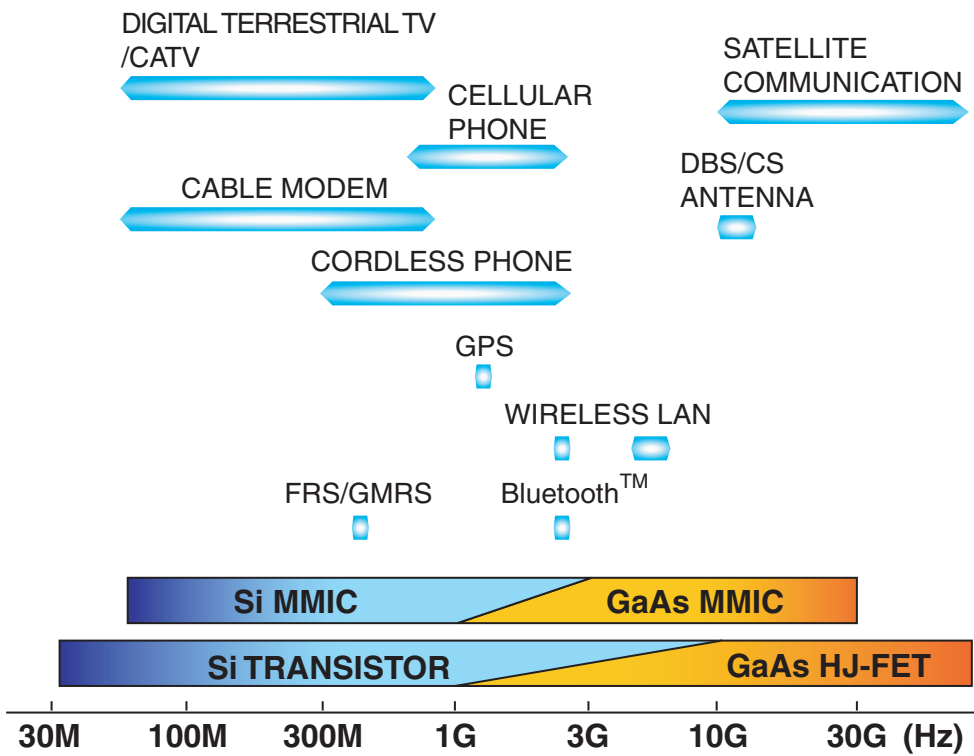 DIGITAL TERRESTRIAL TV
/CATV
SATELLITE
COMMUNICATION
CELLULAR
PHONE
DBS/CS
ANTENNA
CABLE MODEM
CORDLESS PHONE
GPS
WIRELESS LAN
FRS/GMRS
Bluetooth™
Si MMIC
GaAs MMIC
Si TRANSISTOR
GaAs HJ-FET
30M 100M 300M 1G 3G 10G 30G (Hz)